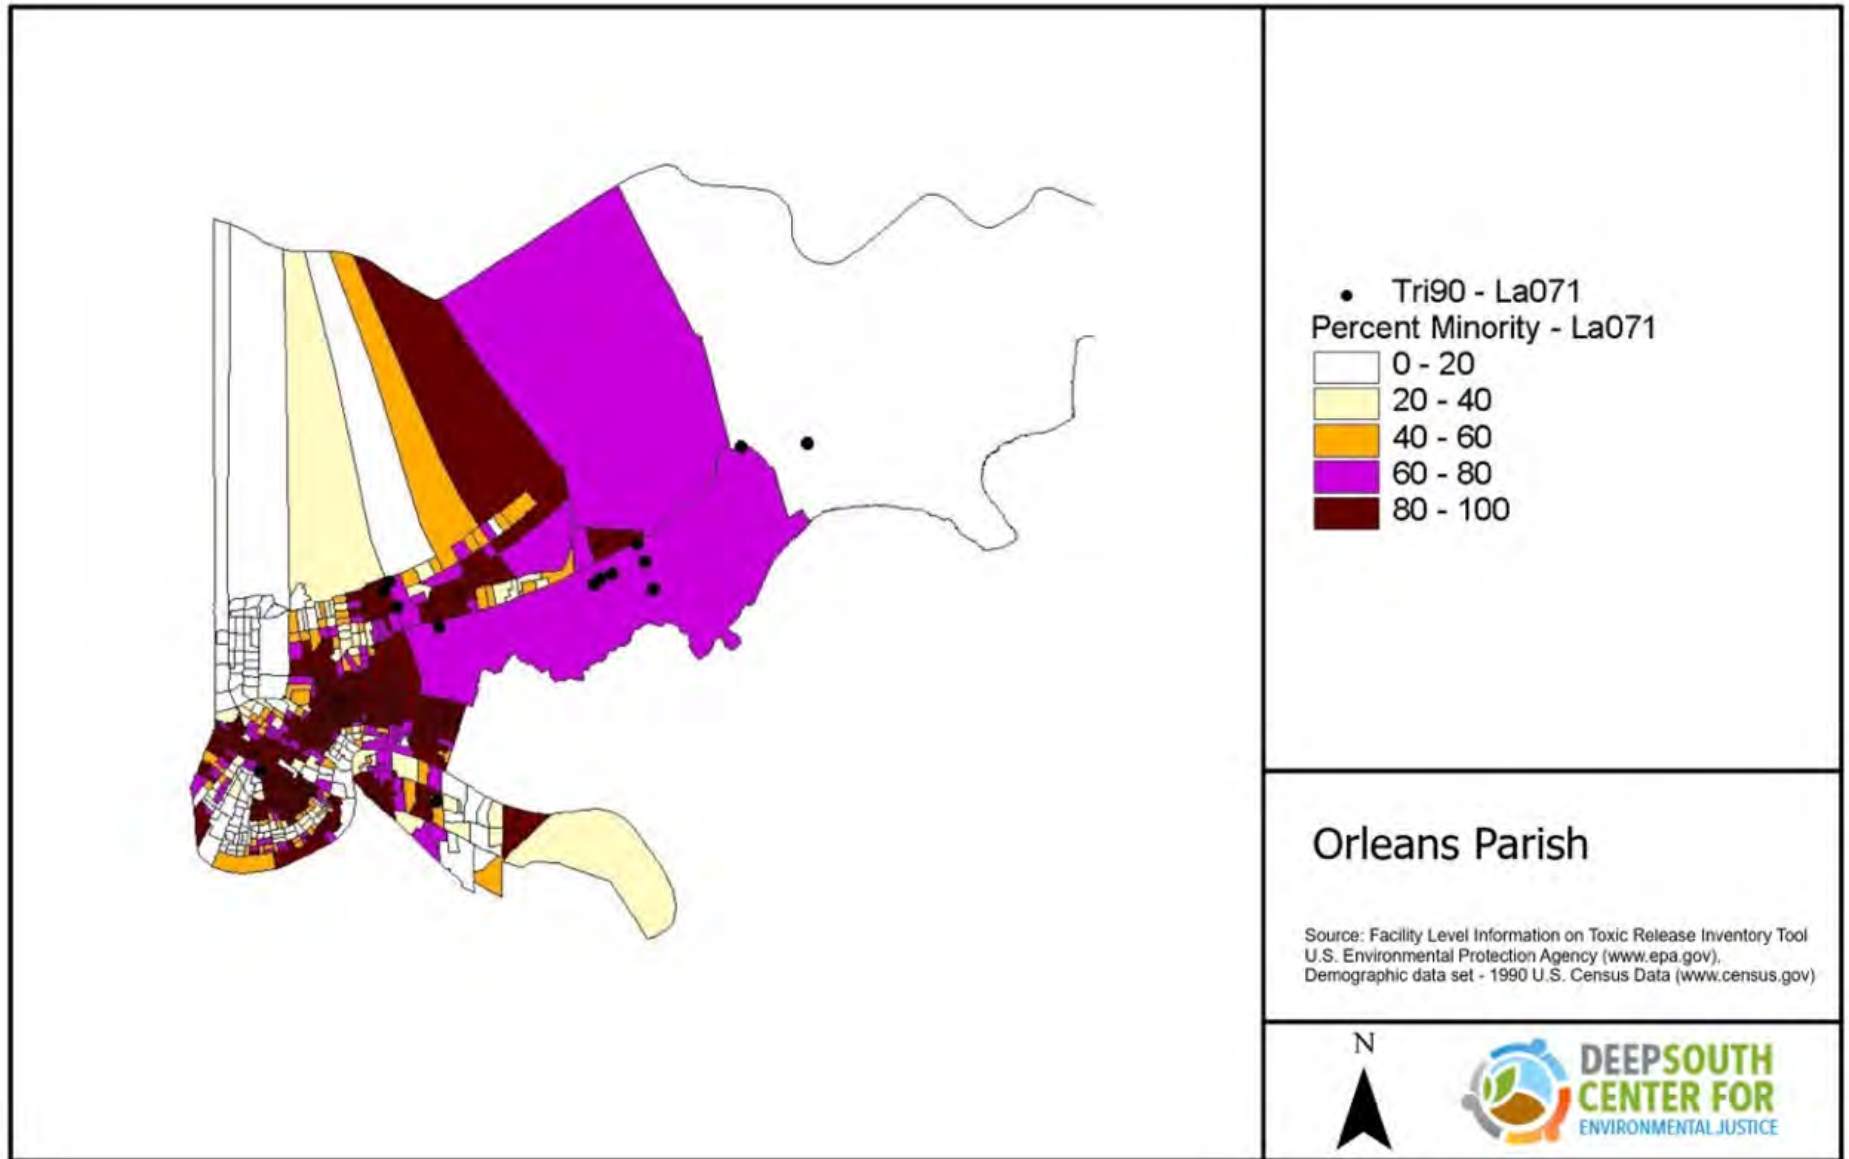 Tri90 - La071
Percent Minority - La071
0 - 20
20 - 40
40 - 60
60 - 80
80 - 100
Orleans Parish
Source: Facility Level Information on Toxic Release Inventory Tool
U.S. Environmental Protection Agency (www.epa.gov),
Demographic data set - 1990 U.S. Census Data (www.census.gov)
N
DEEPSOUTH
CENTER FOR
ENVIRONMENTAL JUSTICE